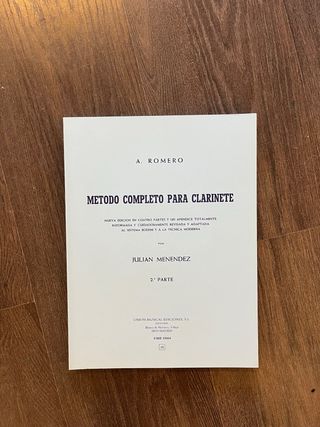 A. ROMERO
METODO COMPLETO PARA CLARINETE
NUEVA EDICION EN CUATRO PARTES Y UN APENDICE TOTALMENTE
REFORMADA Y CUIDADOSAMENTE REVISADA Y ADAPTADA
AL SISTEMA BOEHM Y A LA TECNICA MODERNA
POR
JULIAN MENENDEZ
2.ª PARTE
UNION MUSICAL EDICIONES, S.L.